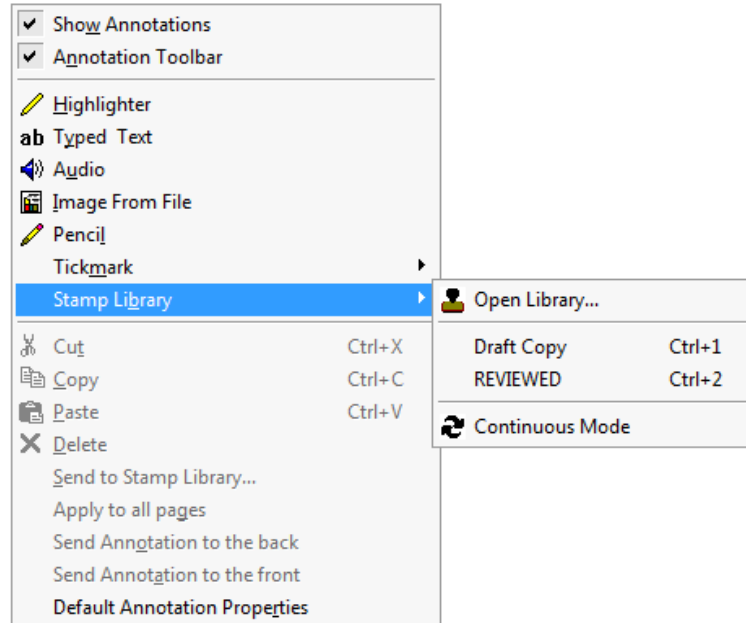 Show Annotations
Annotation Toolbar
Highlighter
ab Typed Text
Audio
Image From File
Pencil
Tickmark
Stamp Library
Open Library...
Cut Ctrl+X
Draft Copy Ctrl+1
Copy Ctrl+C
REVIEWED Ctrl+2
Paste Ctrl+V
Continuous Mode
Delete
Send to Stamp Library...
Apply to all pages
Send Annotation to the back
Send Annotation to the front
Default Annotation Properties